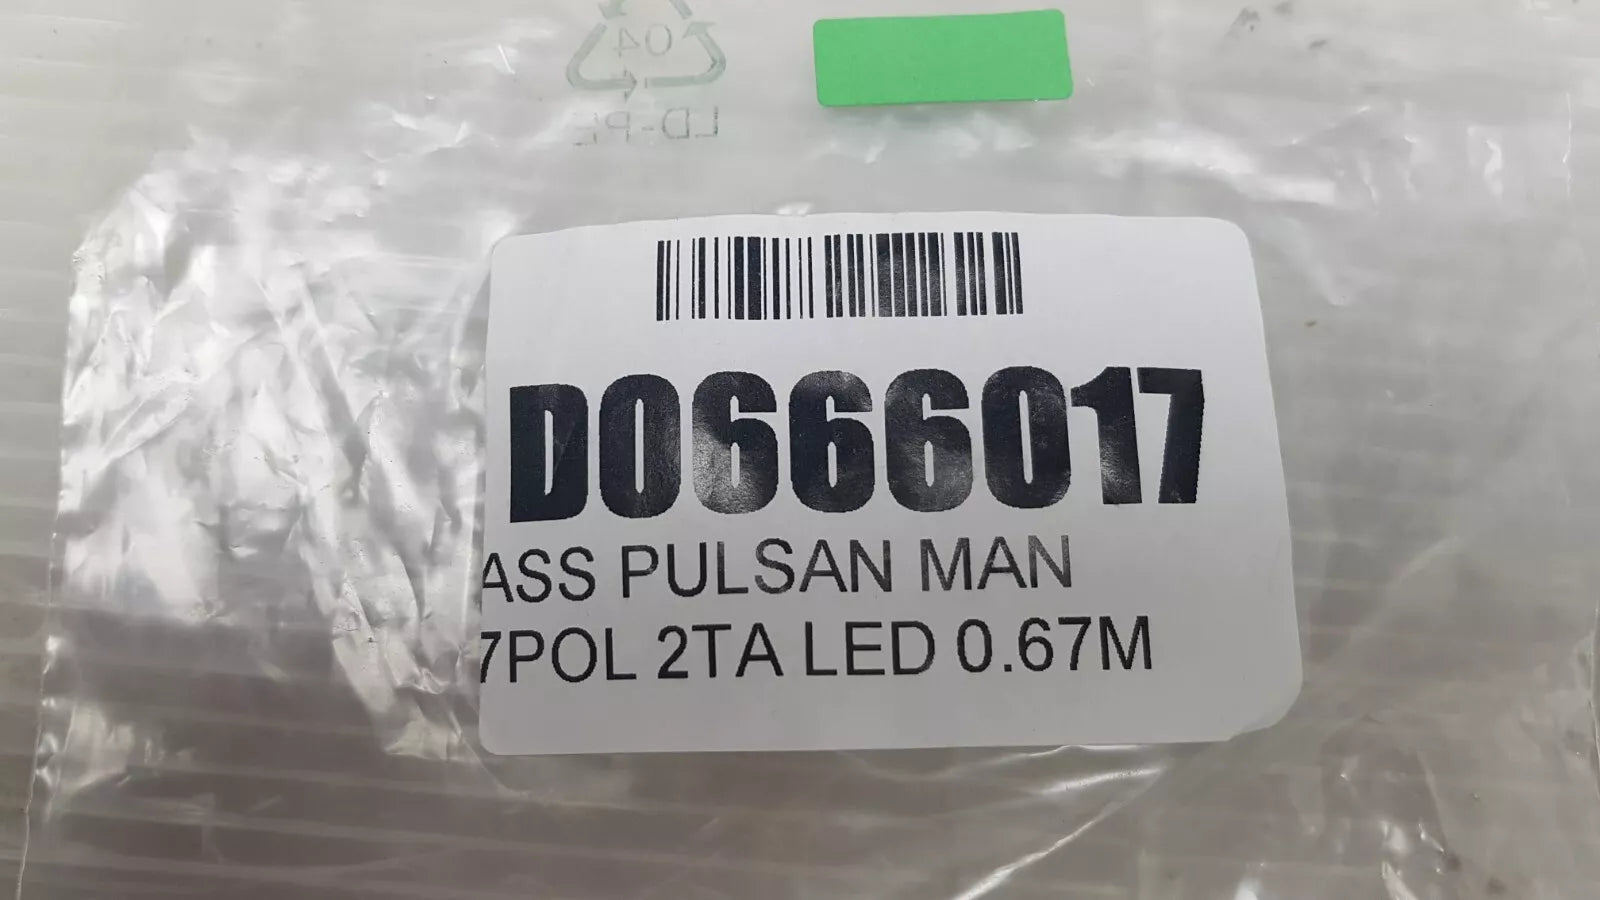 04
LD-PE
D0666017
ASS PULSAN MAN
7POL 2TA LED 0.67M